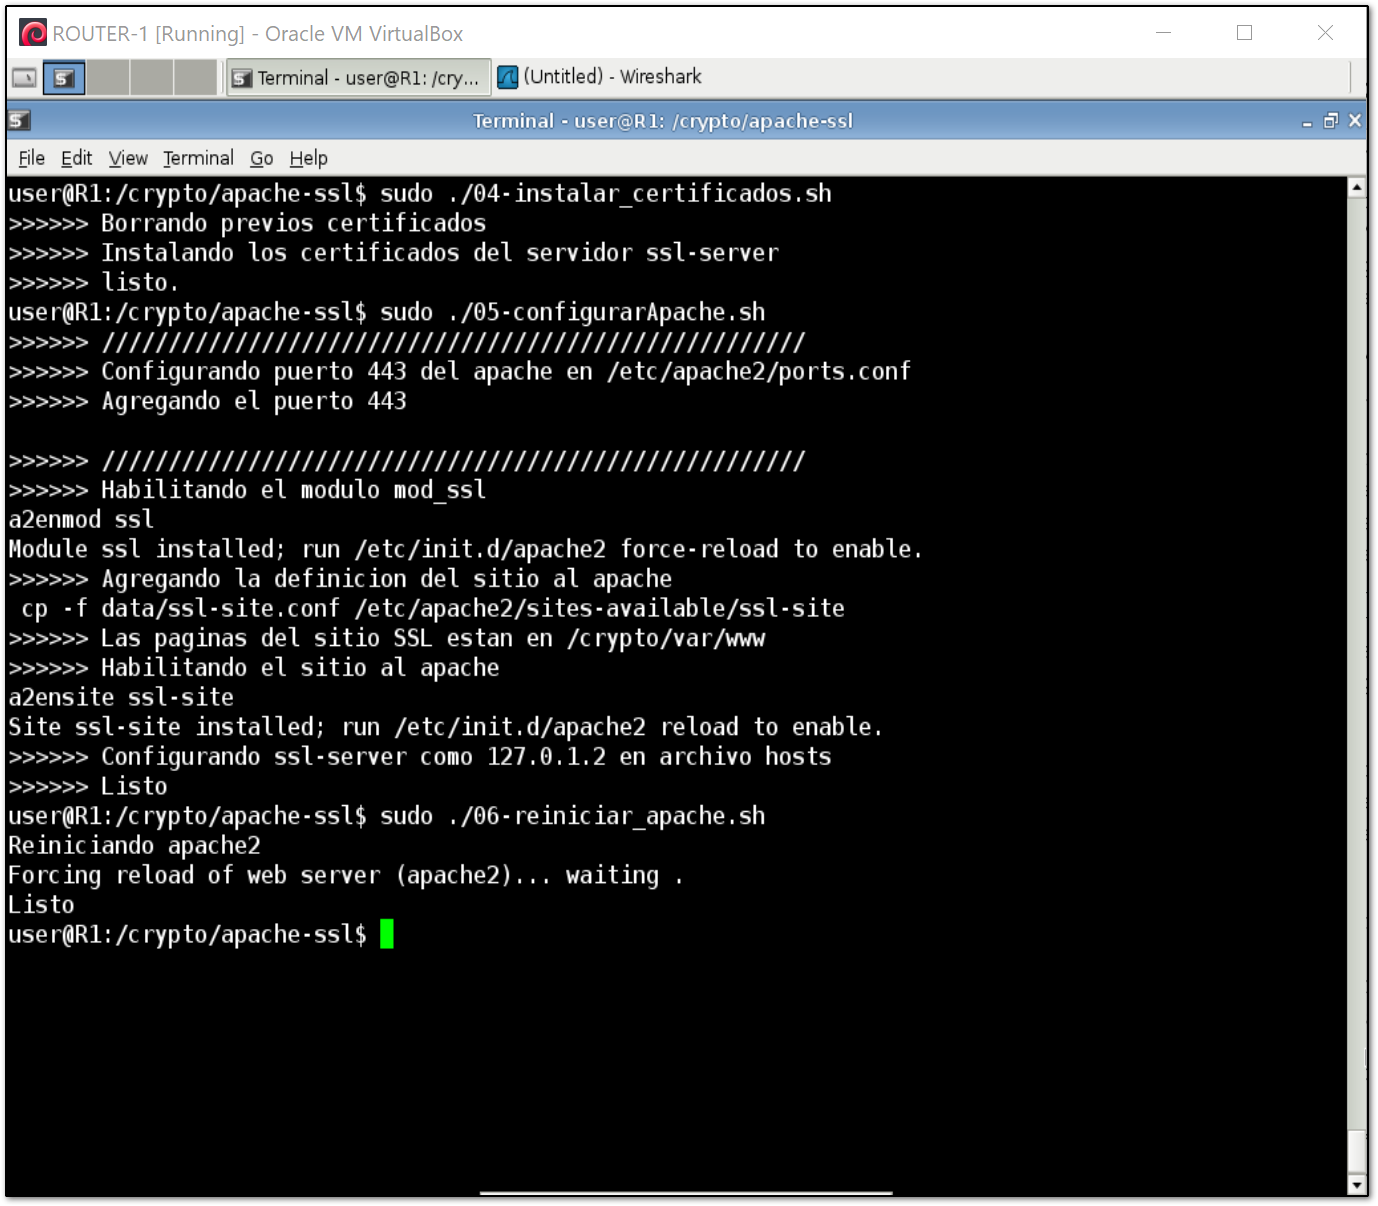 ROUTER-1 [Running] - Oracle VM VirtualBox
Terminal - user@R1: /cry...
(Untitled) - Wireshark
Terminal - user@R1: /crypto/apache-ssl
File Edit View Terminal Go Help
user@R1:/crypto/apache-ssl$ sudo ./04-instalar_certificados.sh
>>>>>> Borrando previos certificados
>>>>>> Instalando los certificados del servidor ssl-server
>>>>>> listo.
user@R1:/crypto/apache-ssl$ sudo ./05-configurarApache.sh
>>>>>> /////////////////////////////////////////////////////
>>>>>> Configurando puerto 443 del apache en /etc/apache2/ports.conf
>>>>>> Agregando el puerto 443
>>>>>> /////////////////////////////////////////////////////
>>>>>> Habilitando el modulo mod_ssl
a2enmod ssl
Module ssl installed; run /etc/init.d/apache2 force-reload to enable.
>>>>>> Agregando la definicion del sitio al apache
cp -f data/ssl-site.conf /etc/apache2/sites-available/ssl-site
>>>>>> Las paginas del sitio SSL estan en /crypto/var/www
>>>>>> Habilitando el sitio al apache
a2ensite ssl-site
Site ssl-site installed; run /etc/init.d/apache2 reload to enable.
>>>>>> Configurando ssl-server como 127.0.1.2 en archivo hosts
>>>>>> Listo
user@R1:/crypto/apache-ssl$ sudo ./06-reiniciar_apache.sh
Reiniciando apache2
Forcing reload of web server (apache2)... waiting .
Listo
user@R1:/crypto/apache-ssl$